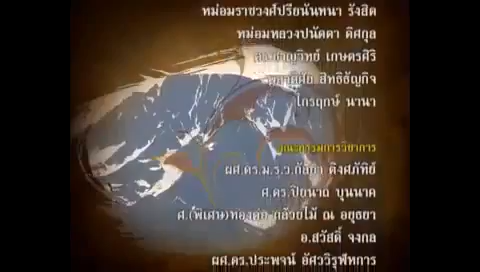 หม่อมราชวงศ์ปรียนันทนา รังสิต
หม่อมหลวงปนัดดา ดิศกุล
ดร.ชาญวิทย์ เกษตรศิริ
สิทธิธัญกิจ
ไกรฤกษ์ นานา
คณะกรรมการวิชาการ
ผศ.ดร.ม.ร.ว.กัลยา ติงศภัทิย์
ศ.ดร.ปิยนาถ บุนนาค
ศ.(พิเศษ)ทองต่อ กล้วยไม้ ณ อยุธยา
อ.สวัสดิ์ จงกล
ผศ.ดร.ประพจน์ อัศววิรุฬหการ